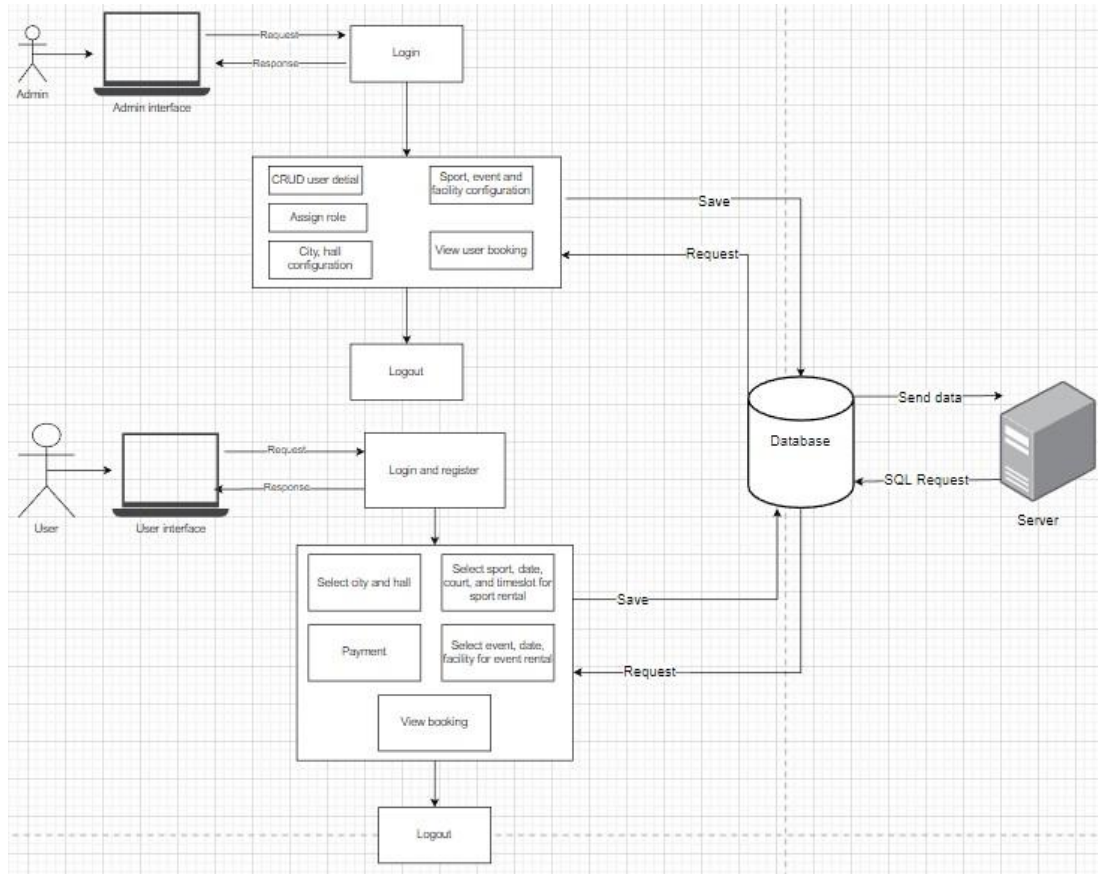 Request
Login
Response
Admin
Admin interface
CRUD user detial
Sport, event and
facility configuration
Save
Assign role
View user booking
City, hall
configuration
Request
Logout
Send data
Database
Request
Login and register
SQL Request
Response
Server
User
User interface
Select city and hall
Select sport, date,
court, and timeslot for
sport rental
Save
Payment
Select event, date,
facility for event rental
Request
View booking
Logout